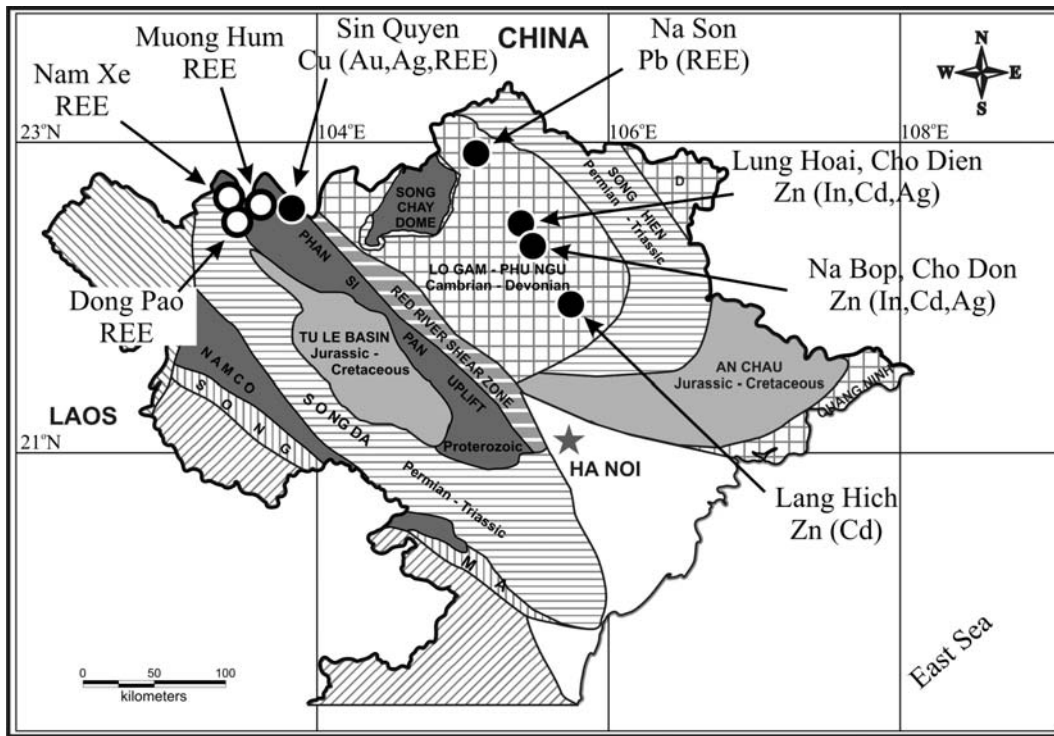 CHINA
Nam Xe
REE
Muong Hum
REE
Sin Quyen
Cu (Au,Ag,REE)
Na Son
Pb (REE)
N
W E
S
23°N
104°E
106°E
108°E
Lung Hoai, Cho Dien
Zn (In,Cd,Ag)
SONG
CHAY
DOME
SONG HIEN
Permian - Triassic
D
Na Bop, Cho Don
Zn (In,Cd,Ag)
LO GAM - PHU NGU
Cambrian - Devonian
PHAN SI PAN UPLIFT
RED RIVER SHEAR ZONE
Dong Pao
REE
TU LE BASIN
Jurassic -
Cretaceous
AN CHAU
Jurassic - Cretaceous
QUANG NINH
NAMCO
SONG
SONG DA
LAOS
21°N
Proterozoic
HA NOI
Permian - Triassic
Lang Hich
Zn (Cd)
MA
East Sea
0 50 100
kilometers